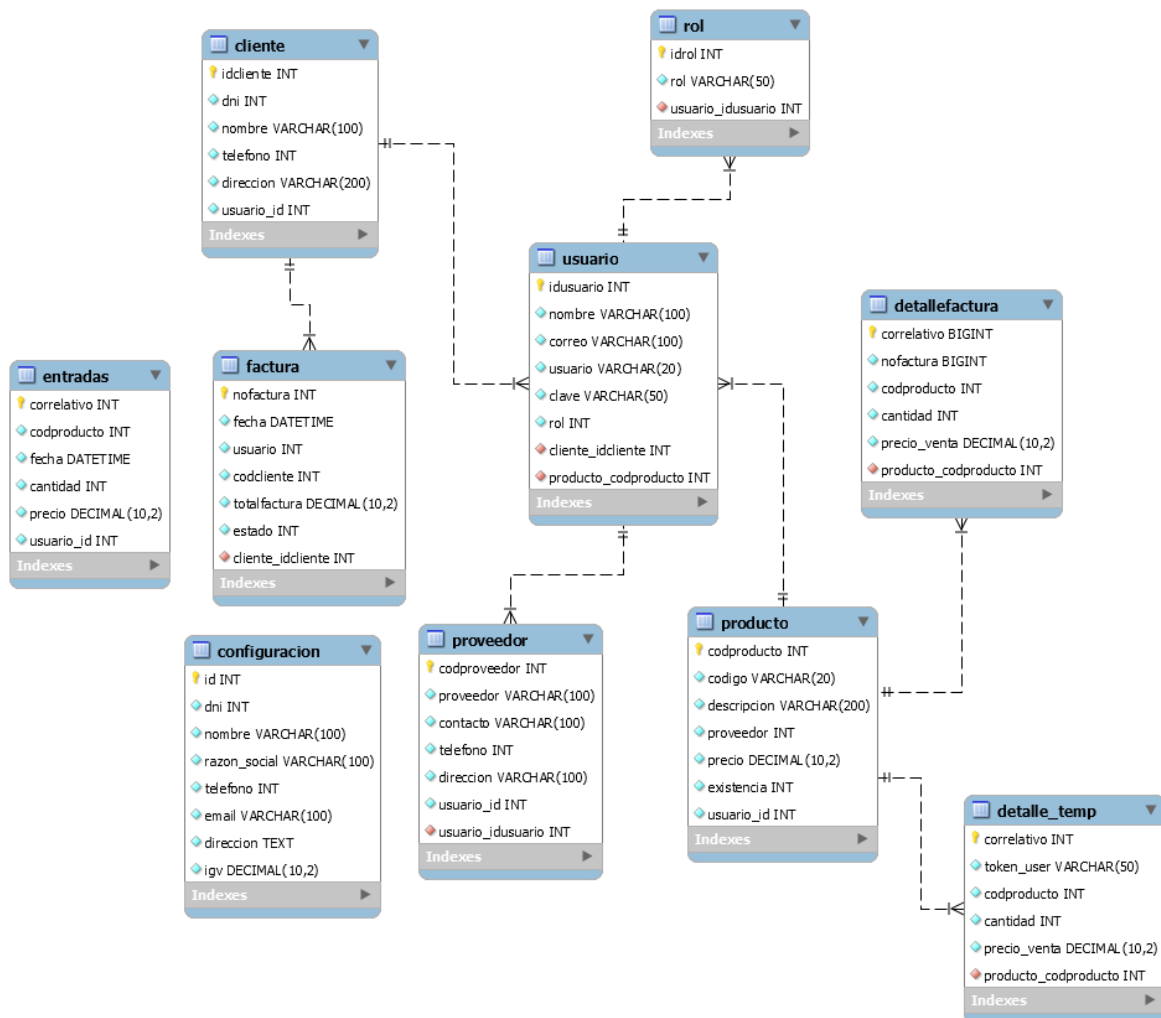 cliente
idcliente INT
dni INT
nombre VARCHAR(100)
telefono INT
direccion VARCHAR(200)
usuario_id INT
Indexes
rol
idrol INT
rol VARCHAR(50)
usuario_idusuario INT
Indexes
usuario
idusuario INT
nombre VARCHAR(100)
correo VARCHAR(100)
usuario VARCHAR(20)
clave VARCHAR(50)
rol INT
cliente_idcliente INT
producto_codproducto INT
Indexes
detallefactura
correlativo BIGINT
nofactura BIGINT
codproducto INT
cantidad INT
precio_venta DECIMAL(10,2)
producto_codproducto INT
Indexes
entradas
correlativo INT
codproducto INT
fecha DATETIME
cantidad INT
precio DECIMAL(10,2)
usuario_id INT
Indexes
factura
nofactura INT
fecha DATETIME
usuario INT
codcliente INT
totalfactura DECIMAL(10,2)
estado INT
cliente_idcliente INT
Indexes
configuracion
id INT
dni INT
nombre VARCHAR(100)
razon_social VARCHAR(100)
telefono INT
email VARCHAR(100)
direccion TEXT
igv DECIMAL(10,2)
Indexes
proveedor
codproveedor INT
proveedor VARCHAR(100)
contacto VARCHAR(100)
telefono INT
direccion VARCHAR(100)
usuario_id INT
usuario_idusuario INT
Indexes
producto
codproducto INT
codigo VARCHAR(20)
descripcion VARCHAR(200)
proveedor INT
precio DECIMAL(10,2)
existencia INT
usuario_id INT
Indexes
detalle_temp
correlativo INT
token_user VARCHAR(50)
codproducto INT
cantidad INT
precio_venta DECIMAL(10,2)
producto_codproducto INT
Indexes